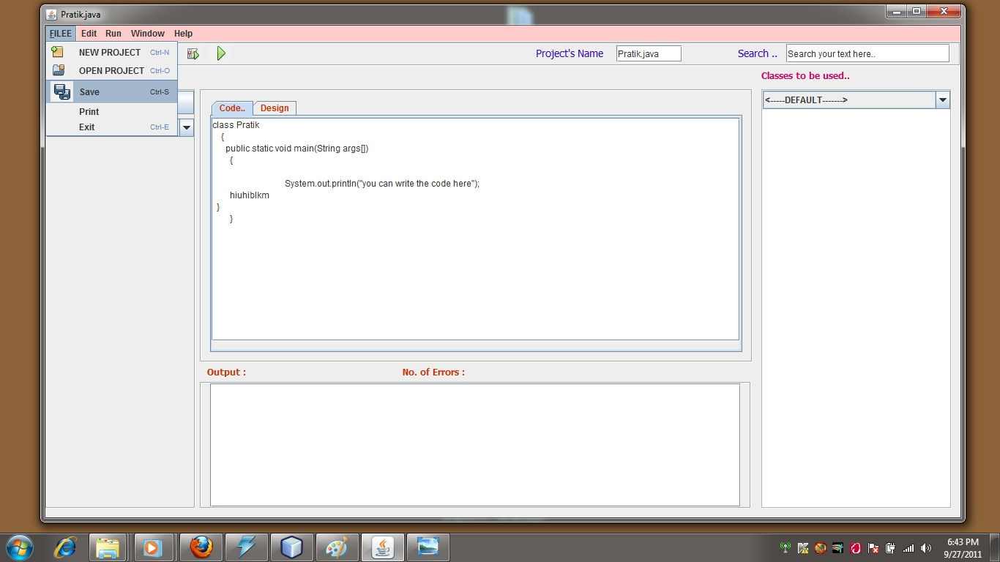 Pratik.java
FILEE Edit Run Window Help
NEW PROJECT Ctrl-N
OPEN PROJECT Ctrl-O
Save Ctrl-S
Print
Exit Ctrl-E
Project's Name Pratik.java Search .. Search your text here..
Classes to be used..
<-----DEFAULT------->
Code.. Design
class Pratik
{
public static void main(String args[])
{
System.out.println("you can write the code here");
hiuhiblkm
}
}
Output : No. of Errors :
6:43 PM
9/27/2011